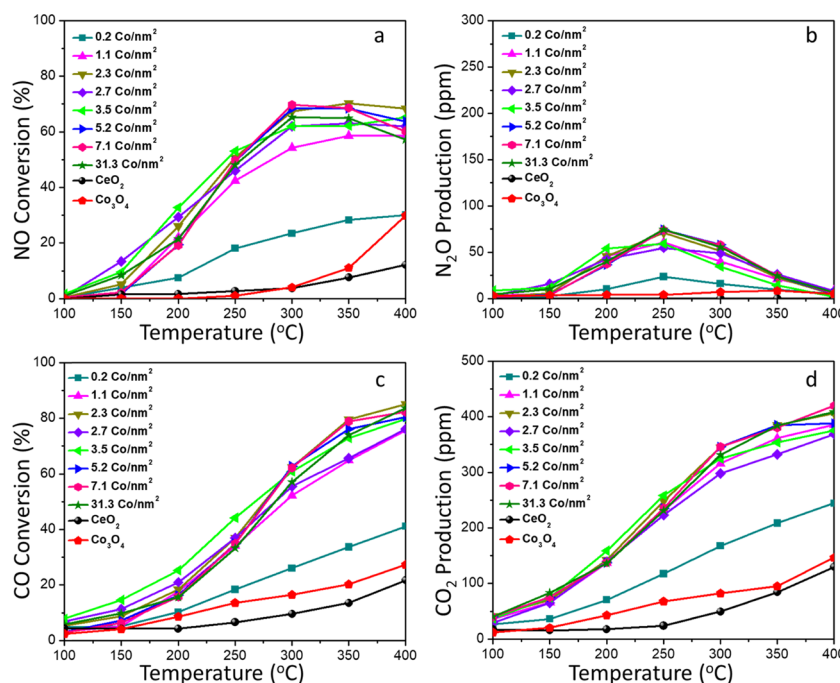 a
NO Conversion (%)
100
80
60
40
20
0
0.2 Co/nm²
1.1 Co/nm²
2.3 Co/nm²
2.7 Co/nm²
3.5 Co/nm²
5.2 Co/nm²
7.1 Co/nm²
31.3 Co/nm²
CeO₂
Co₃O₄
100 150 200 250 300 350 400
Temperature (°C)
b
N₂O Production (ppm)
300
250
200
150
100
50
0
0.2 Co/nm²
1.1 Co/nm²
2.3 Co/nm²
2.7 Co/nm²
3.5 Co/nm²
5.2 Co/nm²
7.1 Co/nm²
31.3 Co/nm²
CeO₂
Co₃O₄
100 150 200 250 300 350 400
Temperature (°C)
c
CO Conversion (%)
100
80
60
40
20
0
0.2 Co/nm²
1.1 Co/nm²
2.3 Co/nm²
2.7 Co/nm²
3.5 Co/nm²
5.2 Co/nm²
7.1 Co/nm²
31.3 Co/nm²
CeO₂
Co₃O₄
100 150 200 250 300 350 400
Temperature (°C)
d
CO₂ Production (ppm)
500
400
300
200
100
0
0.2 Co/nm²
1.1 Co/nm²
2.3 Co/nm²
2.7 Co/nm²
3.5 Co/nm²
5.2 Co/nm²
7.1 Co/nm²
31.3 Co/nm²
CeO₂
Co₃O₄
100 150 200 250 300 350 400
Temperature (°C)